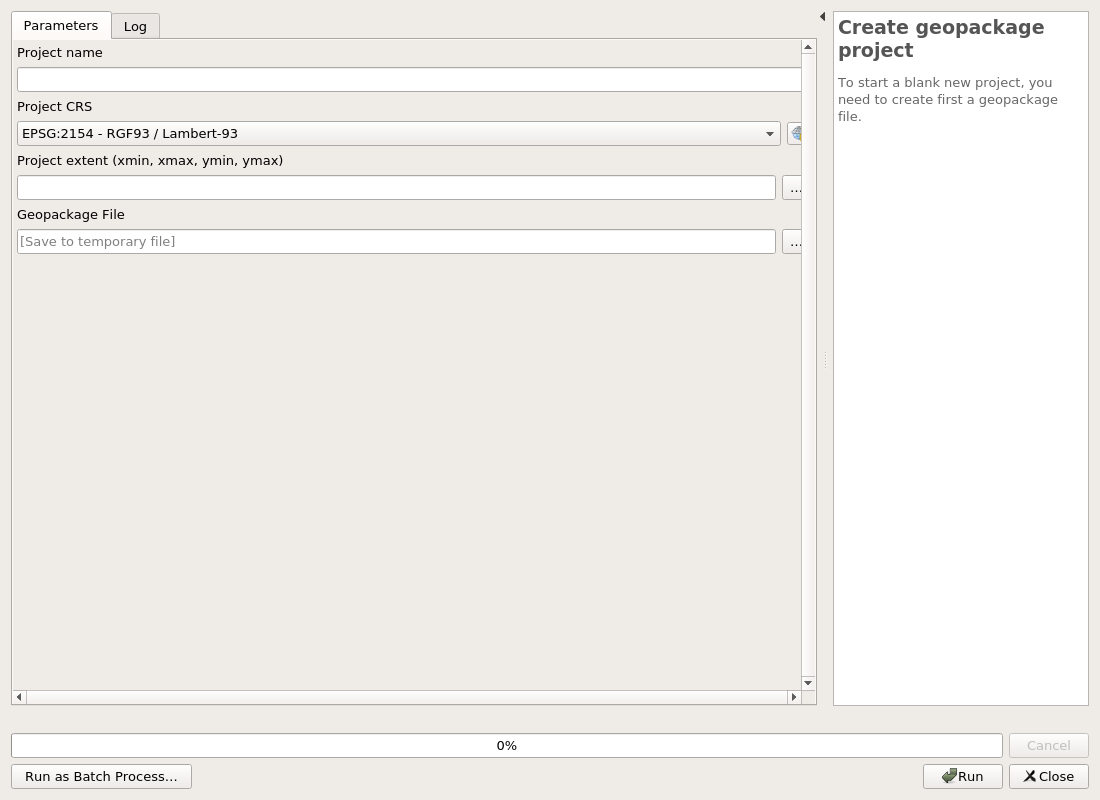 Parameters
Log
Project name
Project CRS
EPSG:2154 - RGF93 / Lambert-93
Project extent (xmin, xmax, ymin, ymax)
...
Geopackage File
[Save to temporary file]
...
Create geopackage
project
To start a blank new project, you
need to create first a geopackage
file.
0%
Cancel
Run as Batch Process...
Run
Close